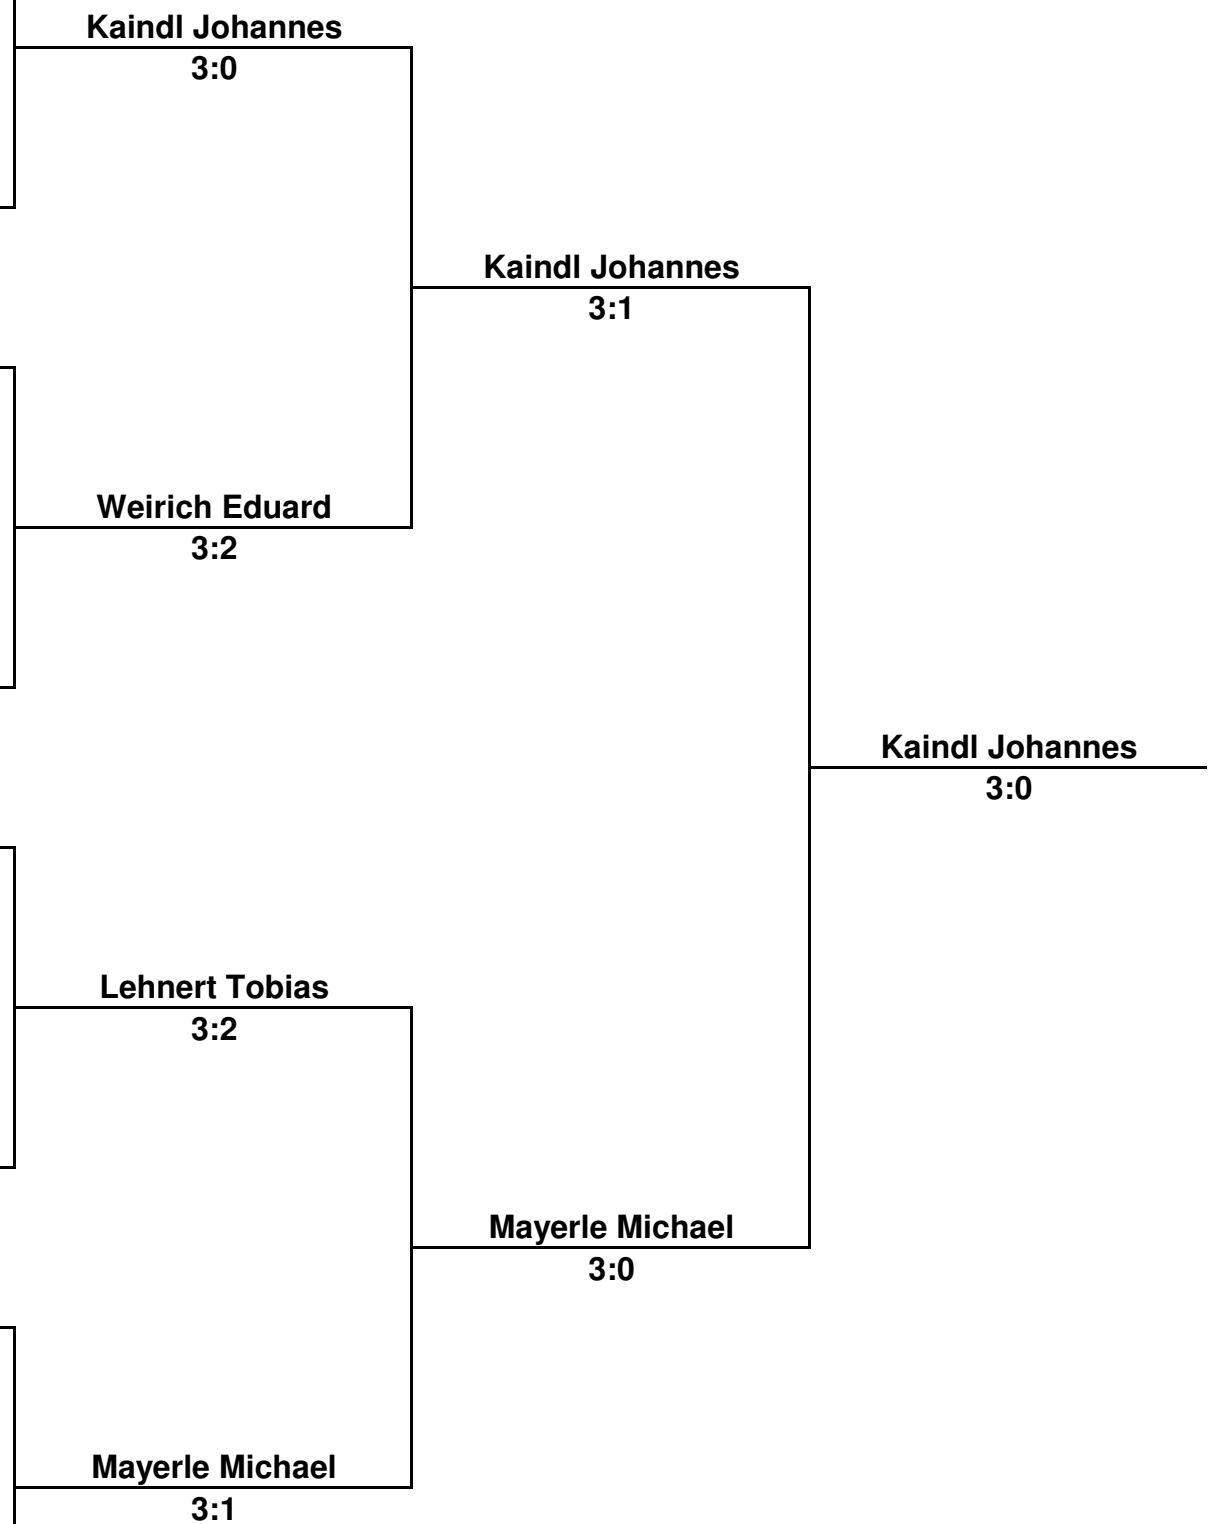 Kaindl Johannes
3:0
Kaindl Johannes
3:1
Weirich Eduard
3:2
Kaindl Johannes
3:0
Lehnert Tobias
3:2
Mayerle Michael
3:0
Mayerle Michael
3:1